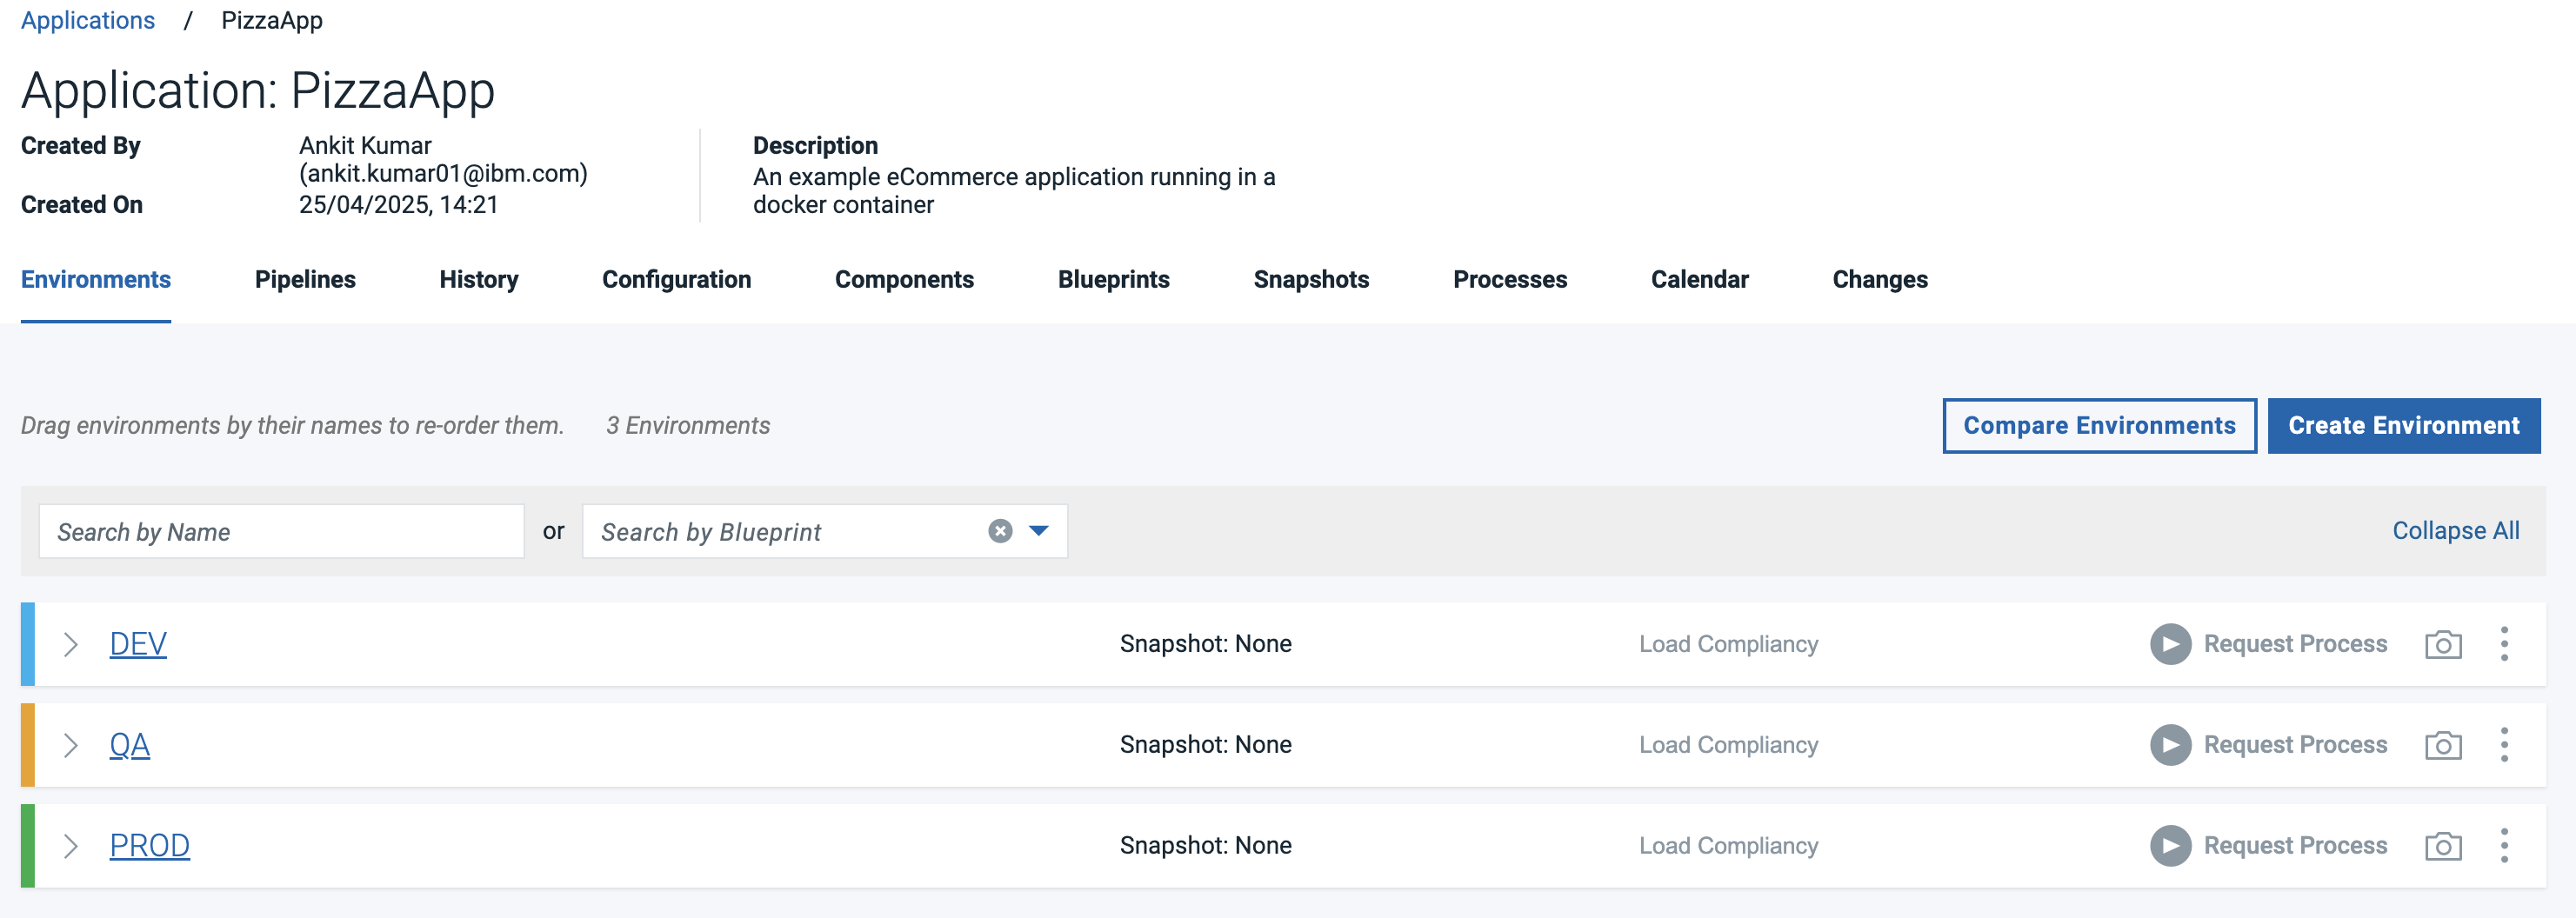 Applications / PizzaApp
Application: PizzaApp
Created By Ankit Kumar
(ankit.kumar01@ibm.com)
Created On 25/04/2025, 14:21
Description
An example eCommerce application running in a
docker container
Environments Pipelines History Configuration Components Blueprints Snapshots Processes Calendar Changes
Drag environments by their names to re-order them. 3 Environments Compare Environments Create Environment
Search by Name or Search by Blueprint Collapse All
DEV Snapshot: None Load Compliancy Request Process
QA Snapshot: None Load Compliancy Request Process
PROD Snapshot: None Load Compliancy Request Process